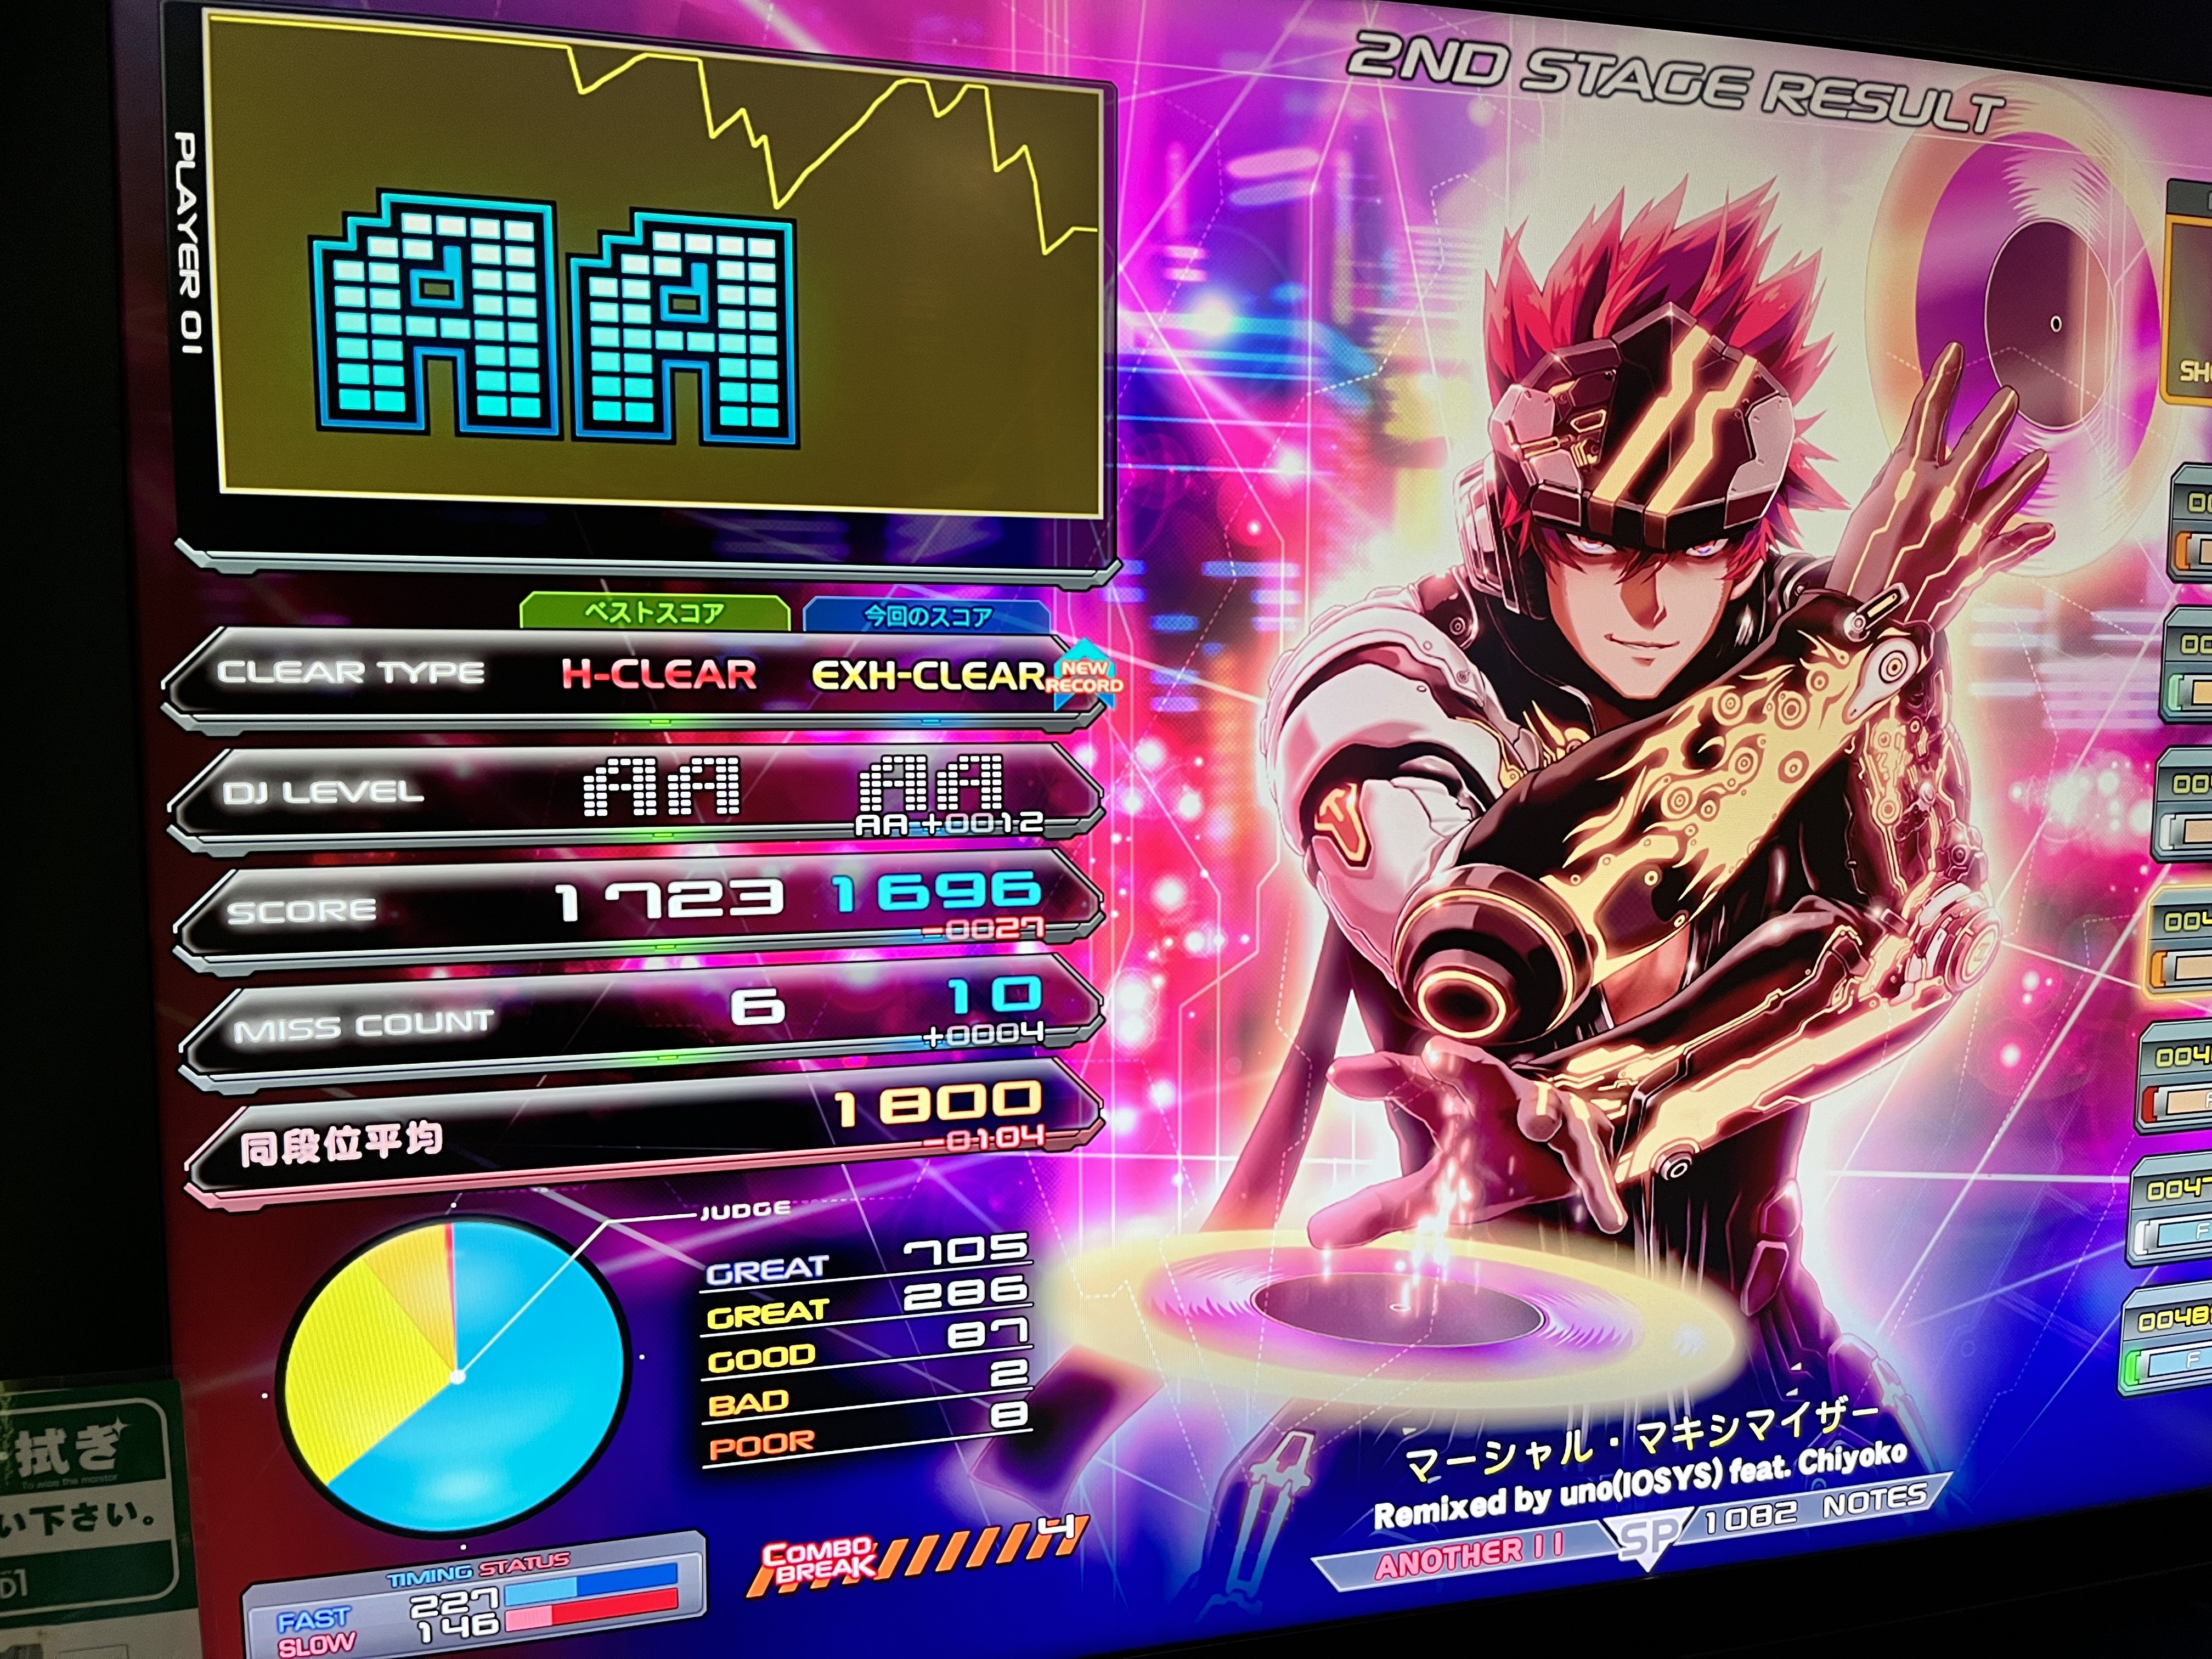 2ND STAGE RESULT
PLAYER 01
AA
ベストスコア 今回のスコア
CLEAR TYPE H-CLEAR EXH-CLEAR NEW RECORD
DJ LEVEL AA AA
AA +0012
SCORE 1723 1696
-0027
MISS COUNT 6 10
+0004
同段位平均 1800
-0104
JUDGE
GREAT 705
GREAT 286
GOOD 87
BAD 2
POOR 8
COMBO BREAK 4
TIMING STATUS
FAST 227
SLOW 146
マーシャル・マキシマイザー
Remixed by uno(IOSYS) feat. Chiyoko
ANOTHER 11 SP 1082 NOTES
拭き
To wipe the monitor
い下さい。